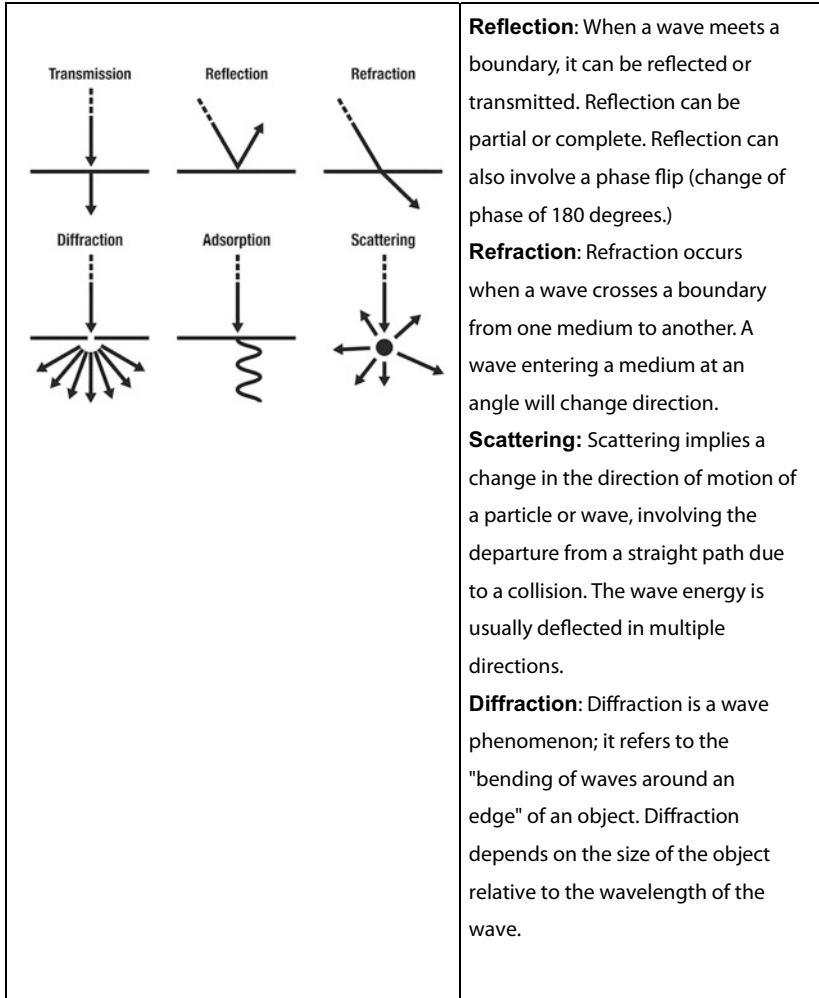 Transmission Reflection Refraction
Diffraction Adsorption Scattering
Reflection: When a wave meets a
boundary, it can be reflected or
transmitted. Reflection can be
partial or complete. Reflection can
also involve a phase flip (change of
phase of 180 degrees.)
Refraction: Refraction occurs
when a wave crosses a boundary
from one medium to another. A
wave entering a medium at an
angle will change direction.
Scattering: Scattering implies a
change in the direction of motion of
a particle or wave, involving the
departure from a straight path due
to a collision. The wave energy is
usually deflected in multiple
directions.
Diffraction: Diffraction is a wave
phenomenon; it refers to the
"bending of waves around an
edge" of an object. Diffraction
depends on the size of the object
relative to the wavelength of the
wave.